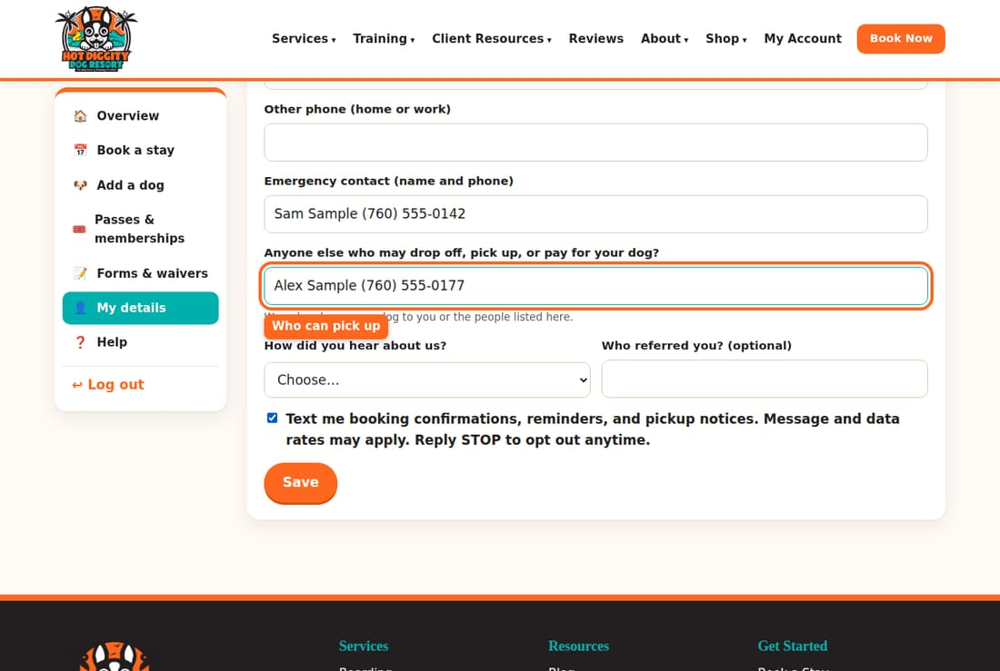 HOT DIGGITY
DOG RESORT
Services ▾ Training ▾ Client Resources ▾ Reviews About ▾ Shop ▾ My Account Book Now
Overview
Book a stay
Add a dog
Passes &
memberships
Forms & waivers
My details
Help
↩ Log out
Other phone (home or work)
Emergency contact (name and phone)
Sam Sample (760) 555-0142
Anyone else who may drop off, pick up, or pay for your dog?
Alex Sample (760) 555-0177
dog to you or the people listed here.
Who can pick up
How did you hear about us?
Choose...
Who referred you? (optional)
Text me booking confirmations, reminders, and pickup notices. Message and data
rates may apply. Reply STOP to opt out anytime.
Save
Services
Resources
Get Started
Boarding
Blog
Book a Stay